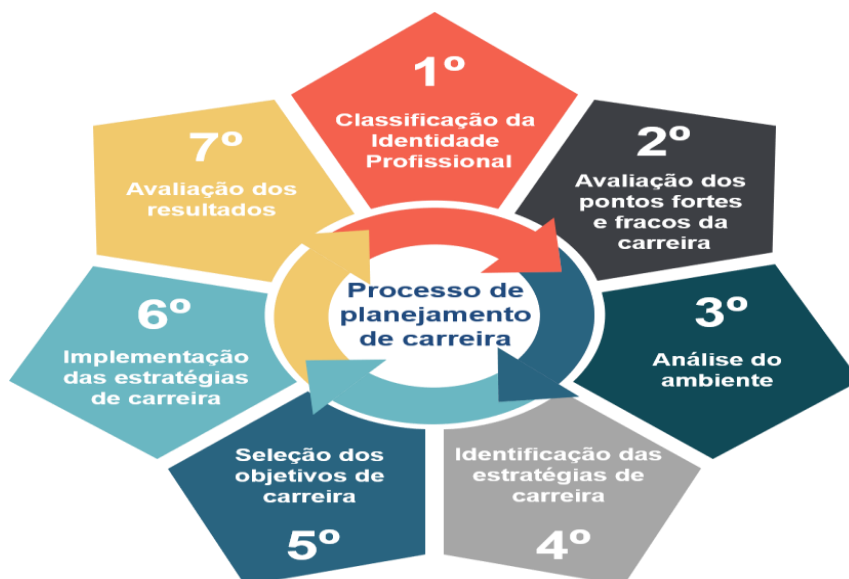 1º
Classificação da
Identidade
Profissional
2º
Avaliação dos
pontos fortes
e fracos da
carreira
3º
Análise do
ambiente
Identificação das
estratégias de
carreira
4º
Seleção dos
objetivos de
carreira
5º
6º
Implementação
das estratégias
de carreira
7º
Avaliação dos
resultados
Processo de
planejamento
de carreira